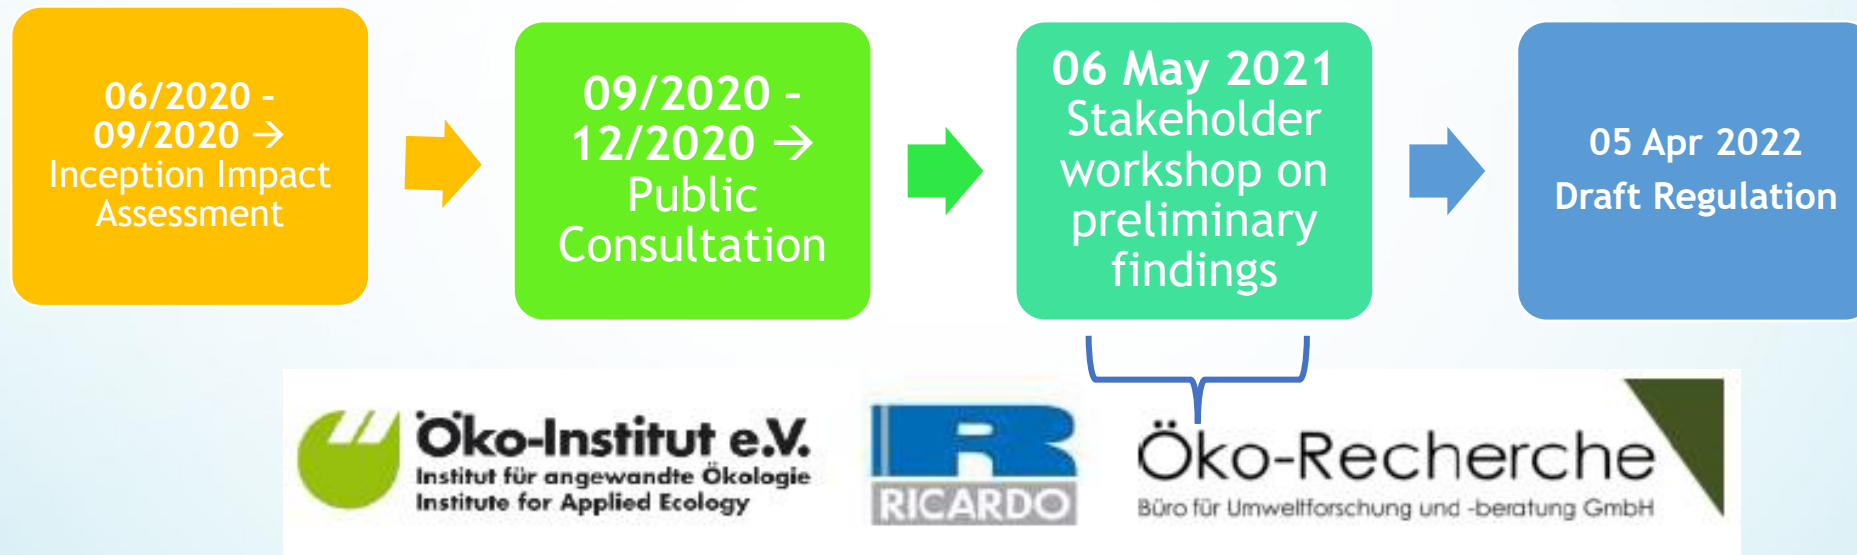 06/2020 -
09/2020 →
Inception Impact
Assessment
09/2020 -
12/2020 →
Public
Consultation
06 May 2021
Stakeholder
workshop on
preliminary
findings
05 Apr 2022
Draft Regulation
Öko-Institut e.V.
Institut für angewandte Ökologie
Institute for Applied Ecology
R
RICARDO
Öko-Recherche
Büro für Umweltforschung und -beratung GmbH